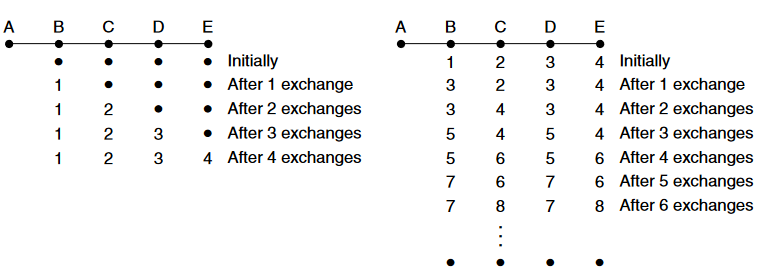 A B C D E
• • • • Initially
1 • • • After 1 exchange
1 2 • • After 2 exchanges
1 2 3 • After 3 exchanges
1 2 3 4 After 4 exchanges
A B C D E
1 2 3 4 Initially
3 2 3 4 After 1 exchange
3 4 3 4 After 2 exchanges
5 4 5 4 After 3 exchanges
5 6 5 6 After 4 exchanges
7 6 7 6 After 5 exchanges
7 8 7 8 After 6 exchanges
⋮
• • • •